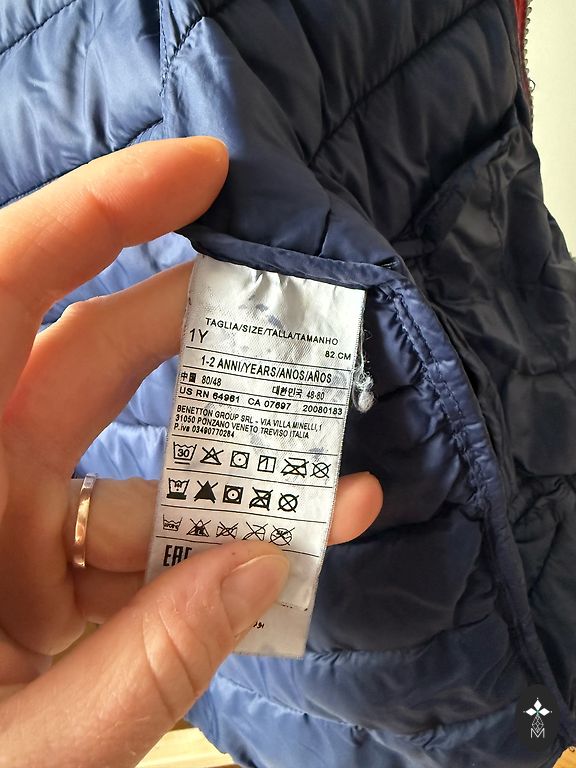 TAGLIA/SIZE/TALLA/TAMANHO
1Y
82 CM
1-2 ANNI/YEARS/ANOS/AÑOS
中国 80/48 대한민국 48-80
US RN 64961 CA 07697 20080183
BENETTON GROUP SRL - VIA VILLA MINELLI,1
31050 PONZANO VENETO TREVISO ITALIA
P.IVA 03490770264
30
EAC
M